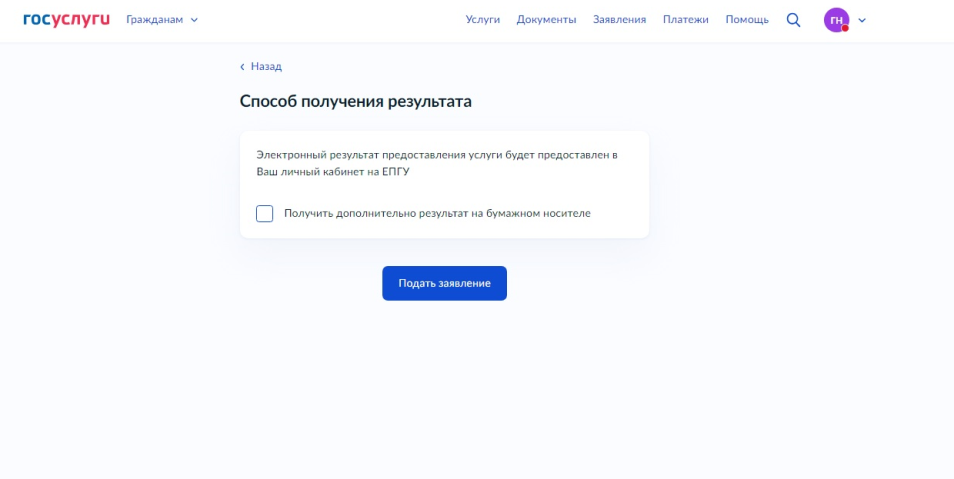 госуслуги Гражданам Услуги Документы Заявления Платежи Помощь ГН
Назад
Способ получения результата
Электронный результат предоставления услуги будет предоставлен в
Ваш личный кабинет на ЕПГУ
Получить дополнительно результат на бумажном носителе
Подать заявление